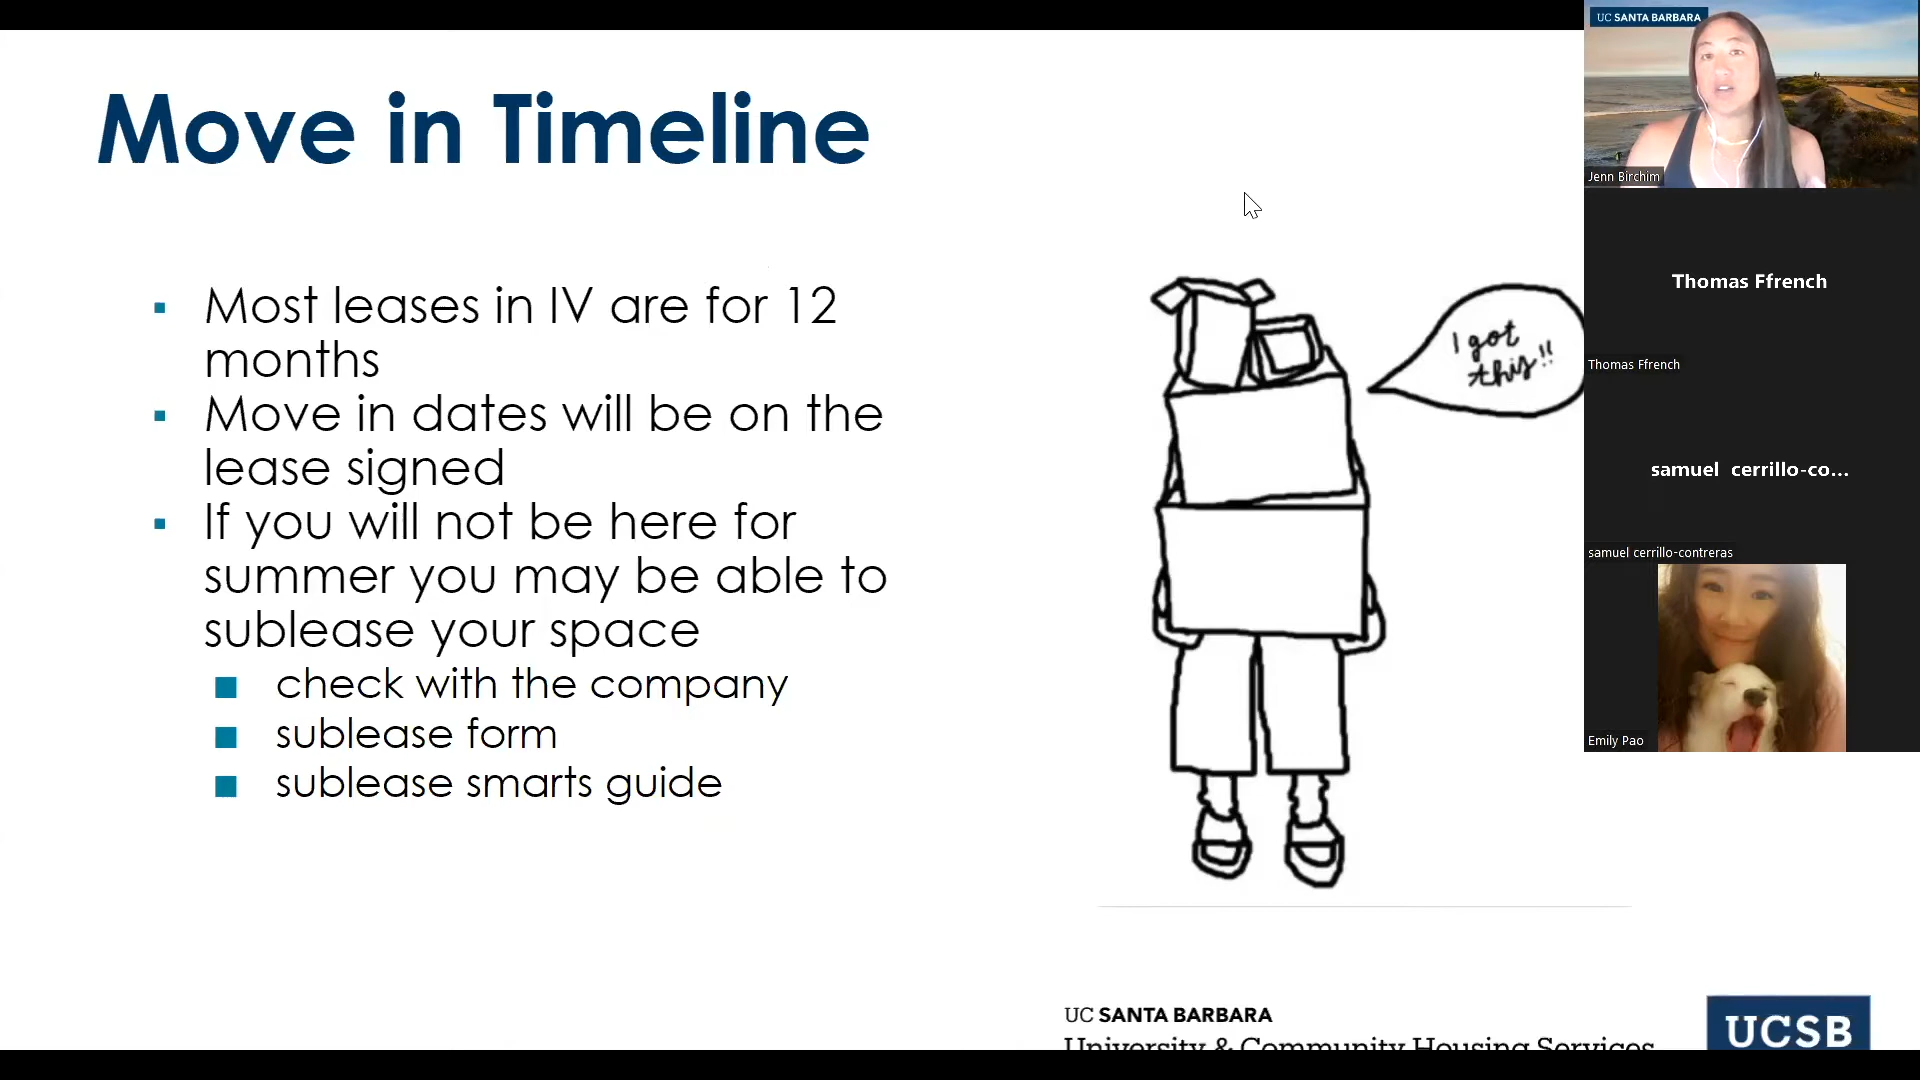 Move in Timeline
▪ Most leases in IV are for 12
months
▪ Move in dates will be on the
lease signed
▪ If you will not be here for
summer you may be able to
sublease your space
■ check with the company
■ sublease form
■ sublease smarts guide
I got
this!!
UC SANTA BARBARA
University & Community Housing Services
UCSB
UC SANTA BARBARA
Jenn Birchim
Thomas Ffrench
Thomas Ffrench
samuel cerrillo-co...
samuel cerrillo-contreras
Emily Pao